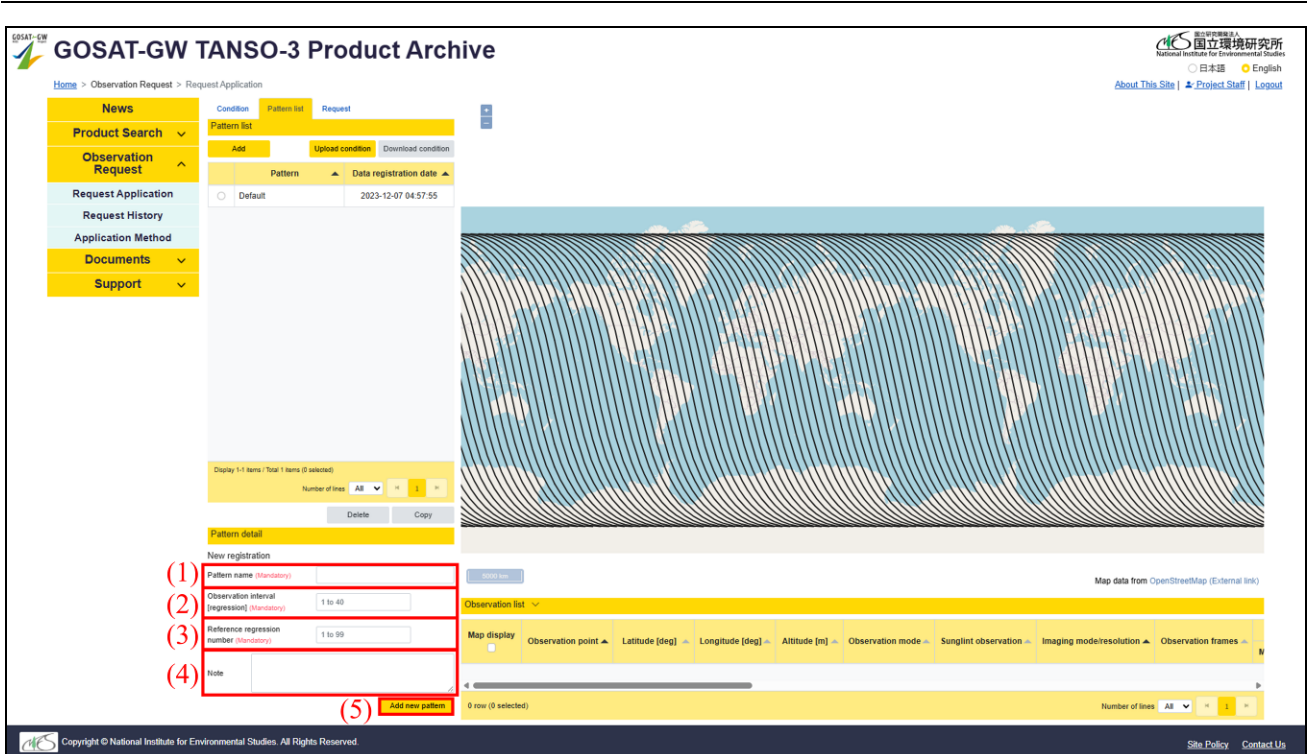 GOSAT-GW
GOSAT-GW TANSO-3 Product Archive
国立研究開発法人
国立環境研究所
National Institute for Environmental Studies
日本語 English
Home > Observation Request > Request Application
About This Site | Project Staff | Logout
News
Product Search
Observation Request
Request Application
Request History
Application Method
Documents
Support
Condition Pattern list Request
Pattern list
Add Upload condition Download condition
Pattern Data registration date
Default 2023-12-07 04:57:55
Display 1-1 items / Total 1 items (0 selected)
Number of lines All 1
Delete Copy
Pattern detail
New registration
(1) Pattern name (Mandatory)
(2) Observation interval [regression] (Mandatory) 1 to 40
(3) Reference regression number (Mandatory) 1 to 99
(4) Note
(5) Add new pattern
+
−
Map data from OpenStreetMap (External link)
Observation list
Map display Observation point Latitude [deg] Longitude [deg] Altitude [m] Observation mode Sunglint observation Imaging mode/resolution Observation frames M
0 row (0 selected) Number of lines All 1
Copyright © National Institute for Environmental Studies. All Rights Reserved.
Site Policy Contact Us